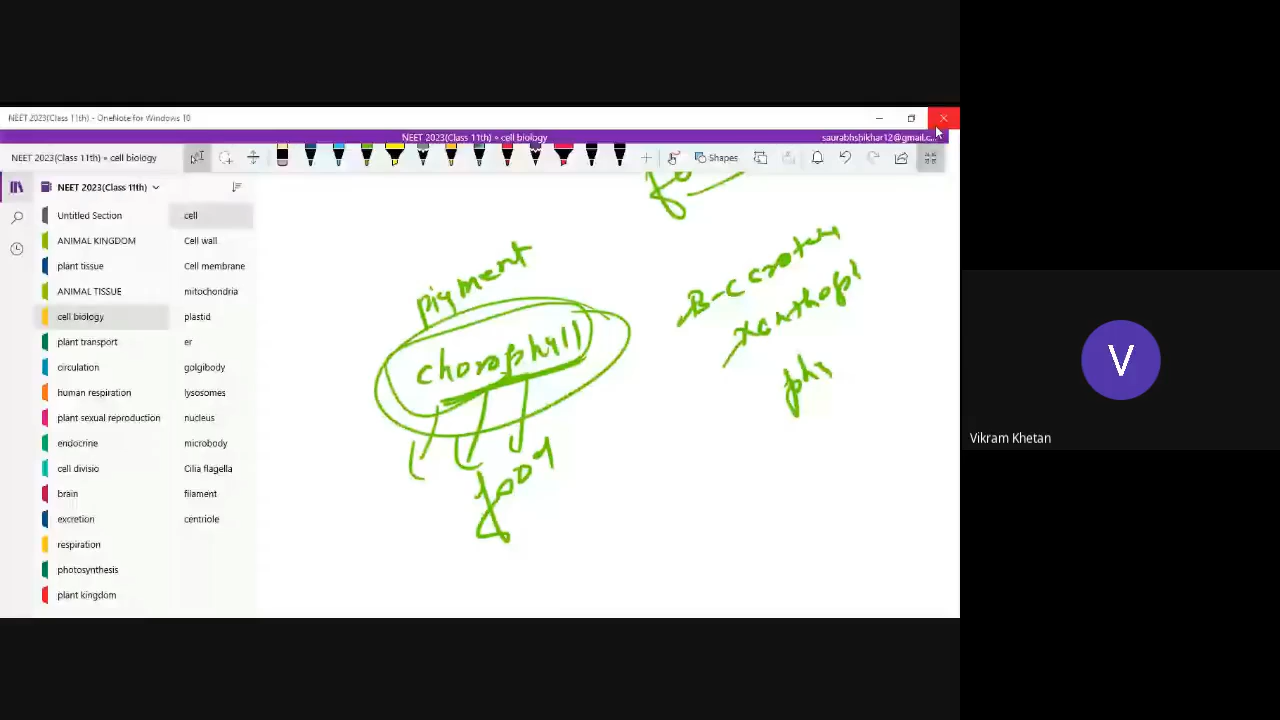 NEET 2023(Class 11th) - OneNote for Windows 10
NEET 2023(Class 11th) » cell biology
saurabhshikhar12@gmail.c...
NEET 2023(Class 11th) » cell biology
Shapes
NEET 2023(Class 11th)
Untitled Section
ANIMAL KINGDOM
plant tissue
ANIMAL TISSUE
cell biology
plant transport
circulation
human respiration
plant sexual reproduction
endocrine
cell divisio
brain
excretion
respiration
photosynthesis
plant kingdom
cell
Cell wall
Cell membrane
mitochondria
plastid
er
golgibody
lysosomes
nucleus
microbody
Cilia flagella
filament
centriole
pigment
chorophyll
food
xanthop
V
Vikram Khetan